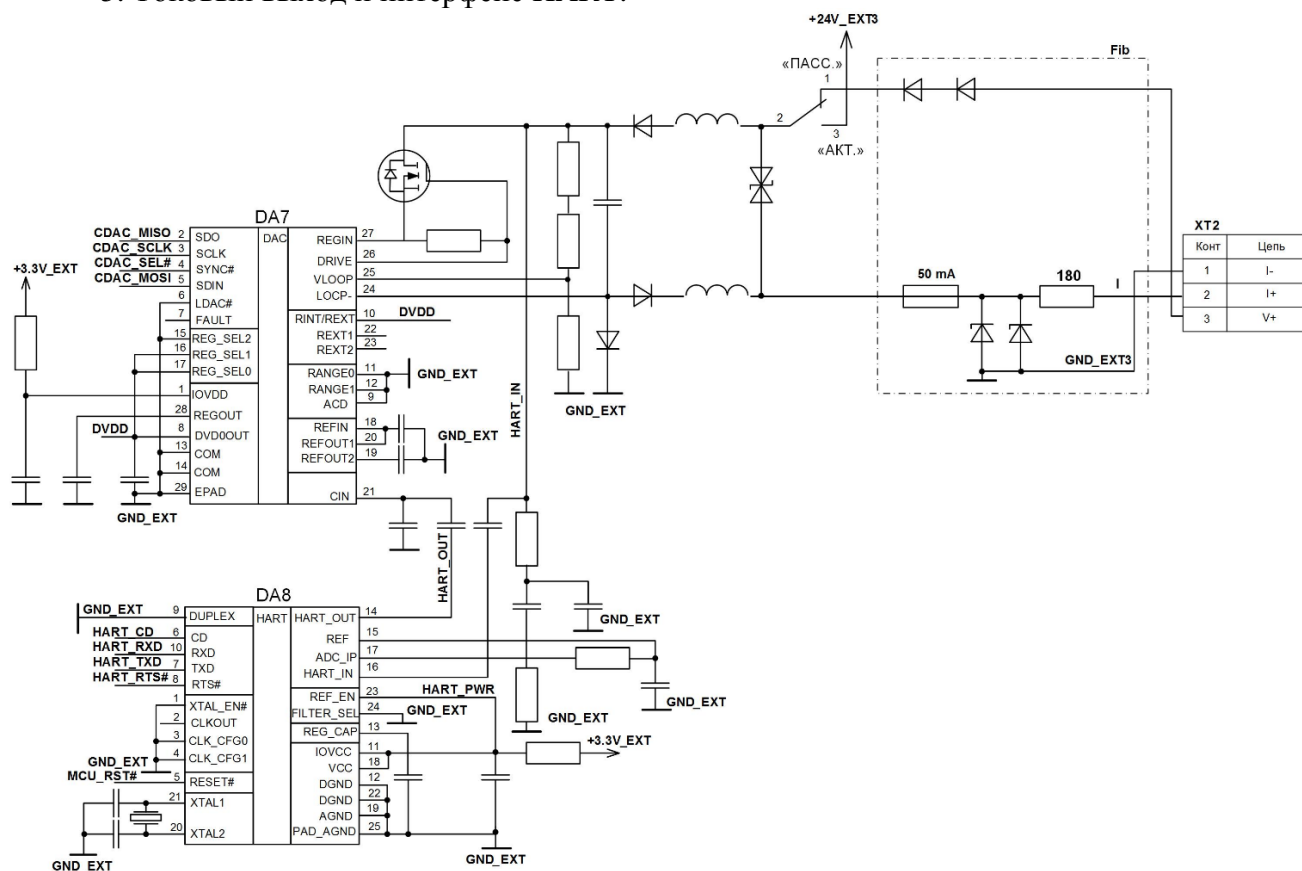 +24V_EXT3
Fib
«ПАСС.»
1
2
3
«АКТ.»
DA7
DAC
CDAC_MISO 2 SDO
CDAC_SCLK 3 SCLK
CDAC_SEL# 4 SYNC#
CDAC_MOSI 5 SDIN
6 LDAC#
7 FAULT
15 REG_SEL2
16 REG_SEL1
17 REG_SEL0
1 IOVDD
28 REGOUT
DVDD 8 DVD0OUT
13 COM
14 COM
29 EPAD
+3.3V_EXT
GND_EXT
REGIN 27
DRIVE 26
VLOOP 25
LOCP- 24
RINT/REXT 10 DVDD
REXT1 22
REXT2 23
RANGE0 11
RANGE1 12
ACD 9
GND_EXT
REFIN 18
REFOUT1 20
REFOUT2 19
GND_EXT
CIN 21
GND_EXT
HART_IN
HART_OUT
50 mA
180
I
GND_EXT3
XT2
Конт Цепь
1 I-
2 I+
3 V+
DA8
HART
GND_EXT 9 DUPLEX
HART_CD 6 CD
HART_RXD 10 RXD
HART_TXD 7 TXD
HART_RTS# 8 RTS#
1 XTAL_EN#
2 CLKOUT
3 CLK_CFG0
4 CLK_CFG1
GND_EXT
MCU_RST# 5 RESET#
21 XTAL1
20 XTAL2
GND_EXT
HART_OUT 14
REF 15
ADC_IP 17
HART_IN 16
REF_EN 23 HART_PWR
FILTER_SEL 24 GND_EXT
REG_CAP 13
IOVCC 11
VCC 18
DGND 12
DGND 22
AGND 19
PAD_AGND 25
GND_EXT
GND_EXT
GND_EXT
+3.3V_EXT
GND_EXT